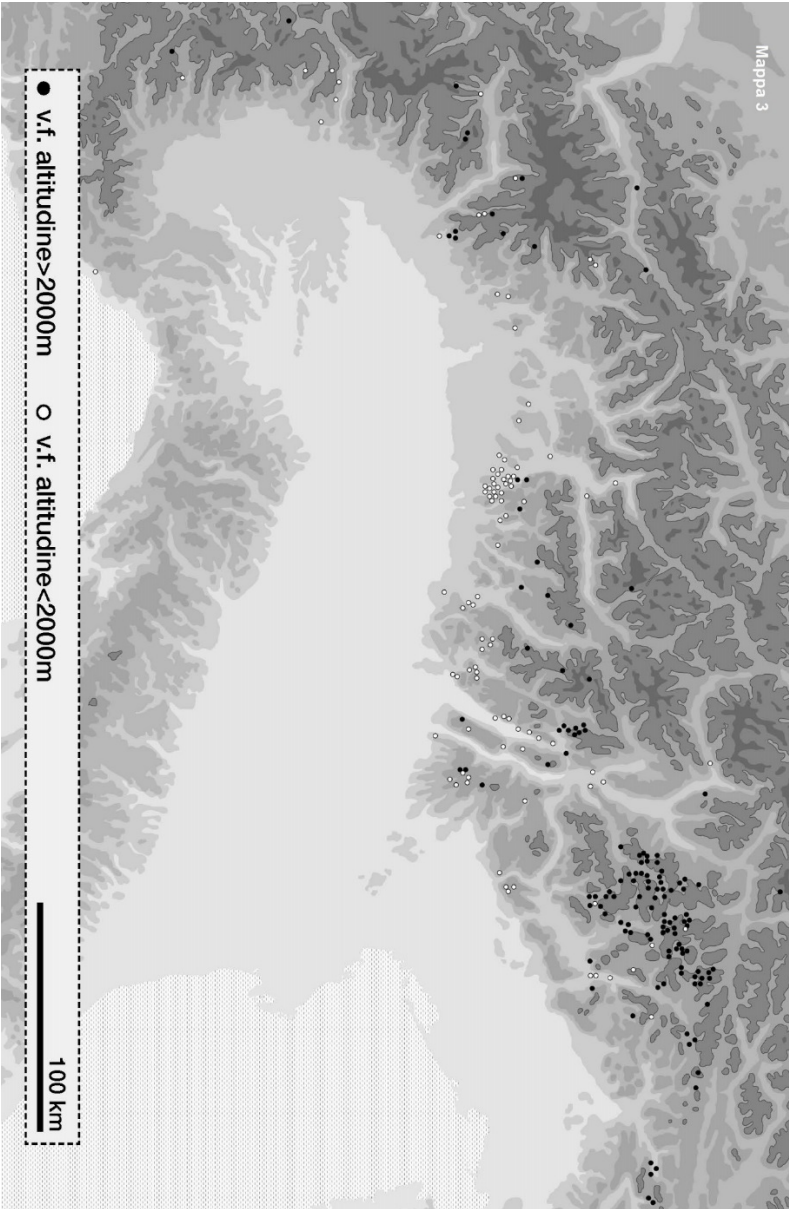 Mappa 3
● v.f. altitudine>2000m ○ v.f. altitudine<2000m
100 km